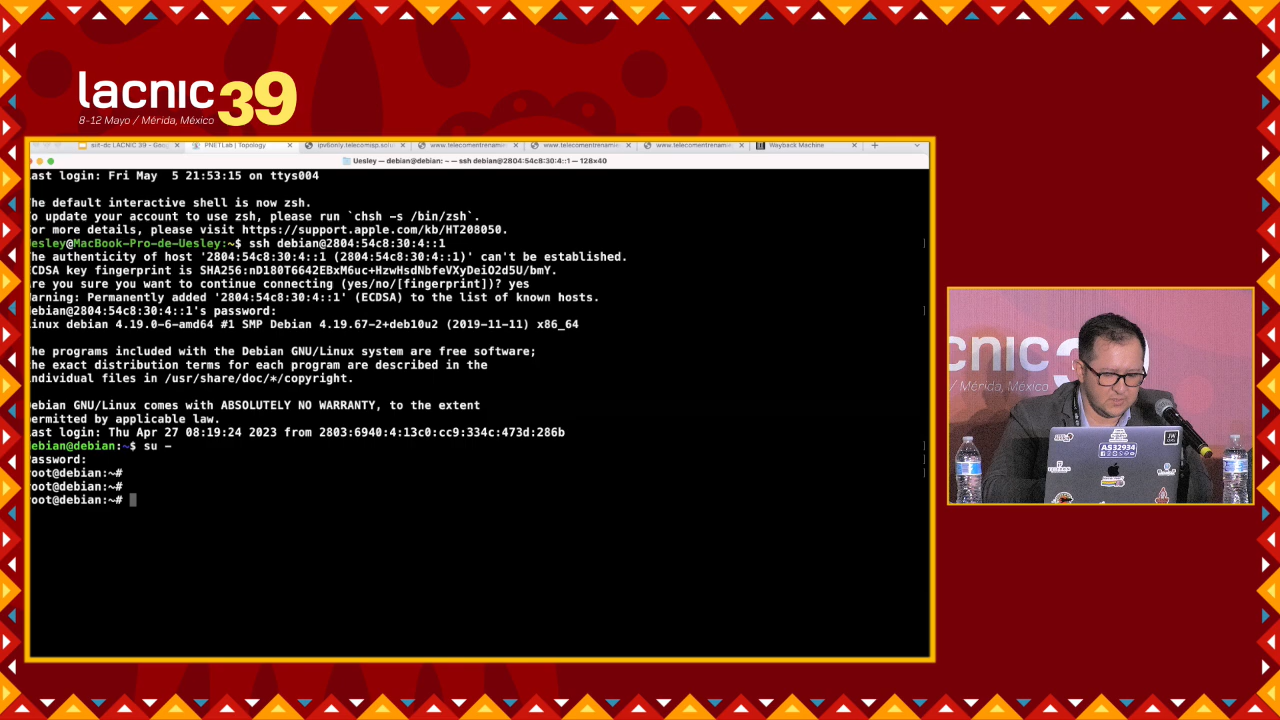 lacnic 39
8-12 Mayo / Mérida, México
PNETLab | Topology
Wayback Machine
Uesley — debian@debian: ~ — ssh debian@2804:54c8:30:4::1 — 128×40
ast login: Fri May  5 21:53:15 on ttys004
he default interactive shell is now zsh.
o update your account to use zsh, please run `chsh -s /bin/zsh`.
or more details, please visit https://support.apple.com/kb/HT208050.
esley@MacBook-Pro-de-Uesley:~$ ssh debian@2804:54c8:30:4::1
he authenticity of host '2804:54c8:30:4::1 (2804:54c8:30:4::1)' can't be established.
CDSA key fingerprint is SHA256:nD180T6642EBxM6uc+HzwHsdNbfeVXyDeiO2d5U/bmY.
re you sure you want to continue connecting (yes/no/[fingerprint])? yes
arning: Permanently added '2804:54c8:30:4::1' (ECDSA) to the list of known hosts.
ebian@2804:54c8:30:4::1's password:
inux debian 4.19.0-6-amd64 #1 SMP Debian 4.19.67-2+deb10u2 (2019-11-11) x86_64
he programs included with the Debian GNU/Linux system are free software;
he exact distribution terms for each program are described in the
ndividual files in /usr/share/doc/*/copyright.
ebian GNU/Linux comes with ABSOLUTELY NO WARRANTY, to the extent
ermitted by applicable law.
ast login: Thu Apr 27 08:19:24 2023 from 2803:6940:4:13c0:cc9:334c:473d:286b
ebian@debian:~$ su -
assword:
oot@debian:~#
oot@debian:~#
oot@debian:~#
cnic 3
/ Mérida, México
AS32934